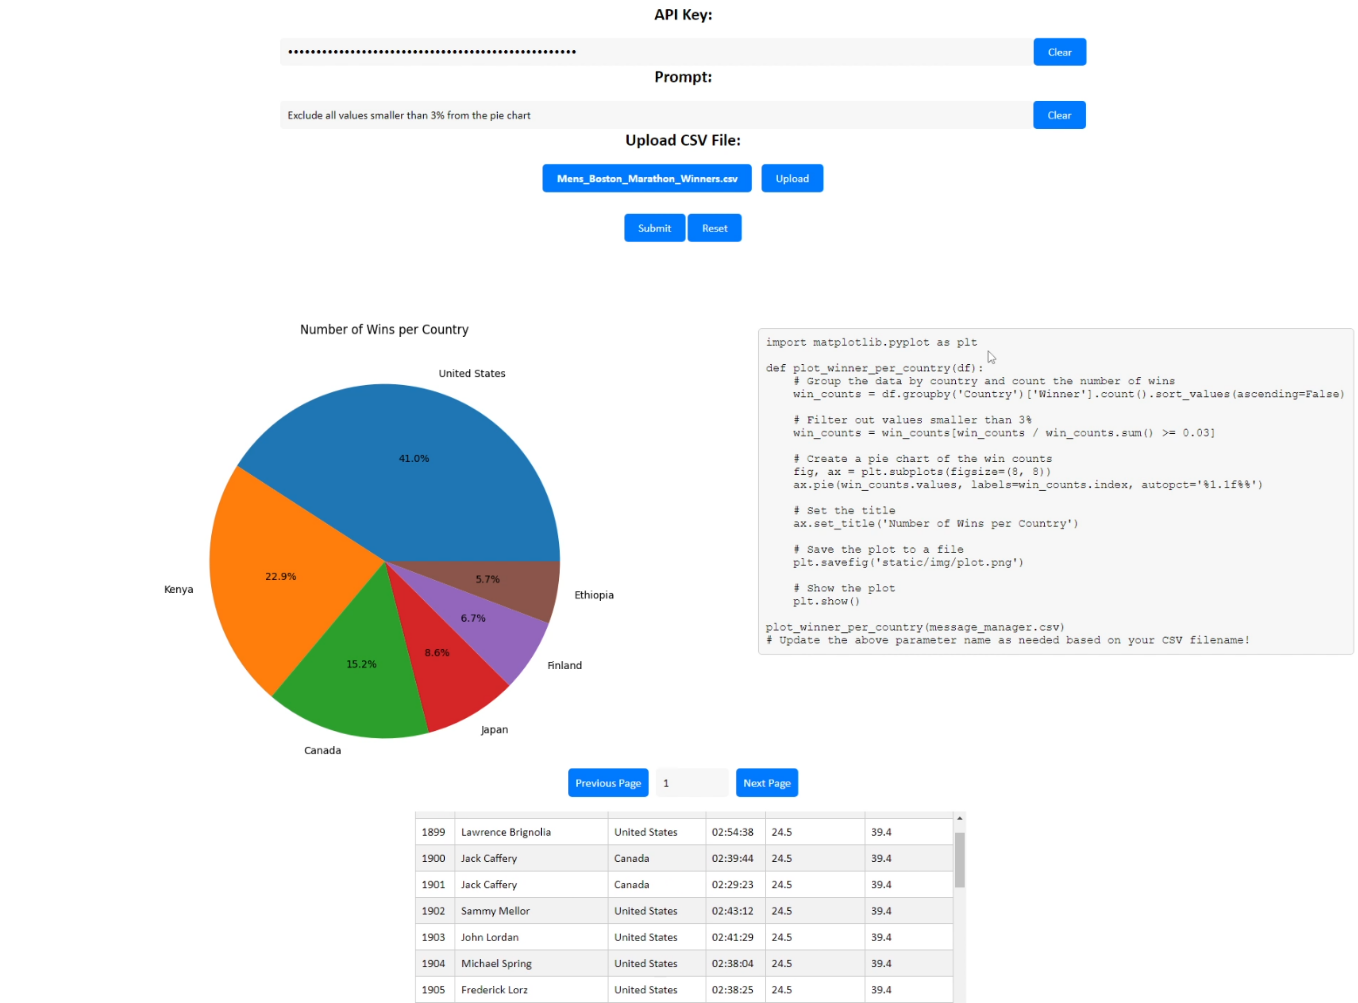 API Key:
••••••••••••••••••••••••••••••••••••••••••••••••••• Clear
Prompt:
Exclude all values smaller than 3% from the pie chart Clear
Upload CSV File:
Mens_Boston_Marathon_Winners.csv Upload
Submit Reset
Number of Wins per Country
United States
41.0%
Kenya
22.9%
Canada
15.2%
Japan
8.6%
Finland
6.7%
Ethiopia
5.7%
import matplotlib.pyplot as plt
def plot_winner_per_country(df):
# Group the data by country and count the number of wins
win_counts = df.groupby('Country')['Winner'].count().sort_values(ascending=False)
# Filter out values smaller than 3%
win_counts = win_counts[win_counts / win_counts.sum() >= 0.03]
# Create a pie chart of the win counts
fig, ax = plt.subplots(figsize=(8, 8))
ax.pie(win_counts.values, labels=win_counts.index, autopct='%1.1f%%')
# Set the title
ax.set_title('Number of Wins per Country')
# Save the plot to a file
plt.savefig('static/img/plot.png')
# Show the plot
plt.show()
plot_winner_per_country(message_manager.csv)
# Update the above parameter name as needed based on your CSV filename!
Previous Page 1 Next Page
1899 Lawrence Brignolia United States 02:54:38 24.5 39.4
1900 Jack Caffery Canada 02:39:44 24.5 39.4
1901 Jack Caffery Canada 02:29:23 24.5 39.4
1902 Sammy Mellor United States 02:43:12 24.5 39.4
1903 John Lordan United States 02:41:29 24.5 39.4
1904 Michael Spring United States 02:38:04 24.5 39.4
1905 Frederick Lorz United States 02:38:25 24.5 39.4